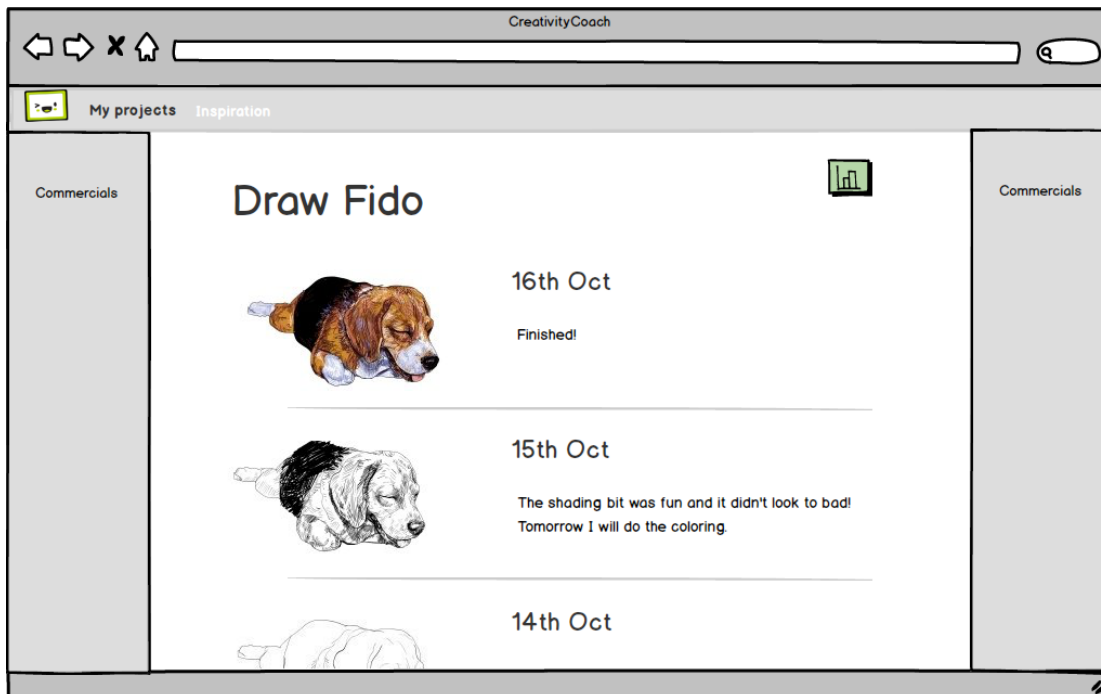 CreativityCoach
My projects Inspiration
Commercials
Commercials
Draw Fido
16th Oct
Finished!
15th Oct
The shading bit was fun and it didn't look to bad!
Tomorrow I will do the coloring.
14th Oct